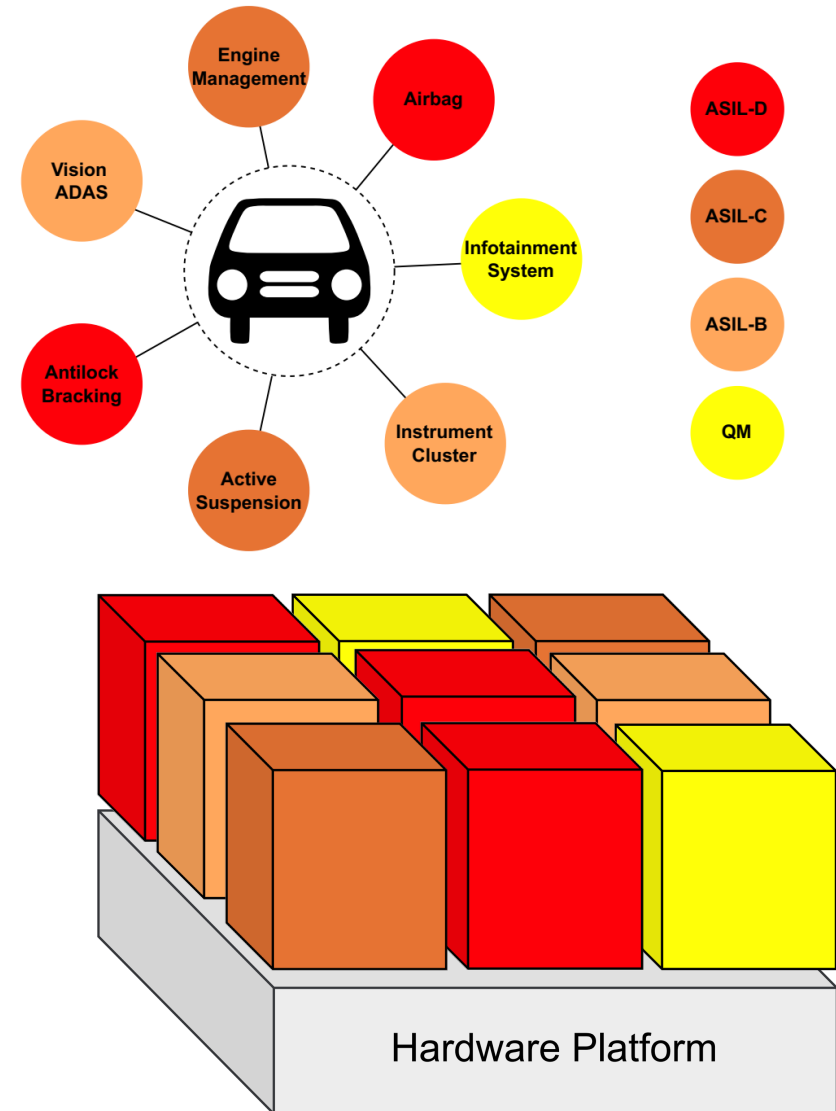 Engine
Management
Airbag
ASIL-D
Vision
ADAS
ASIL-C
Infotainment
System
ASIL-B
Antilock
Bracking
Instrument
Cluster
QM
Active
Suspension
Hardware Platform